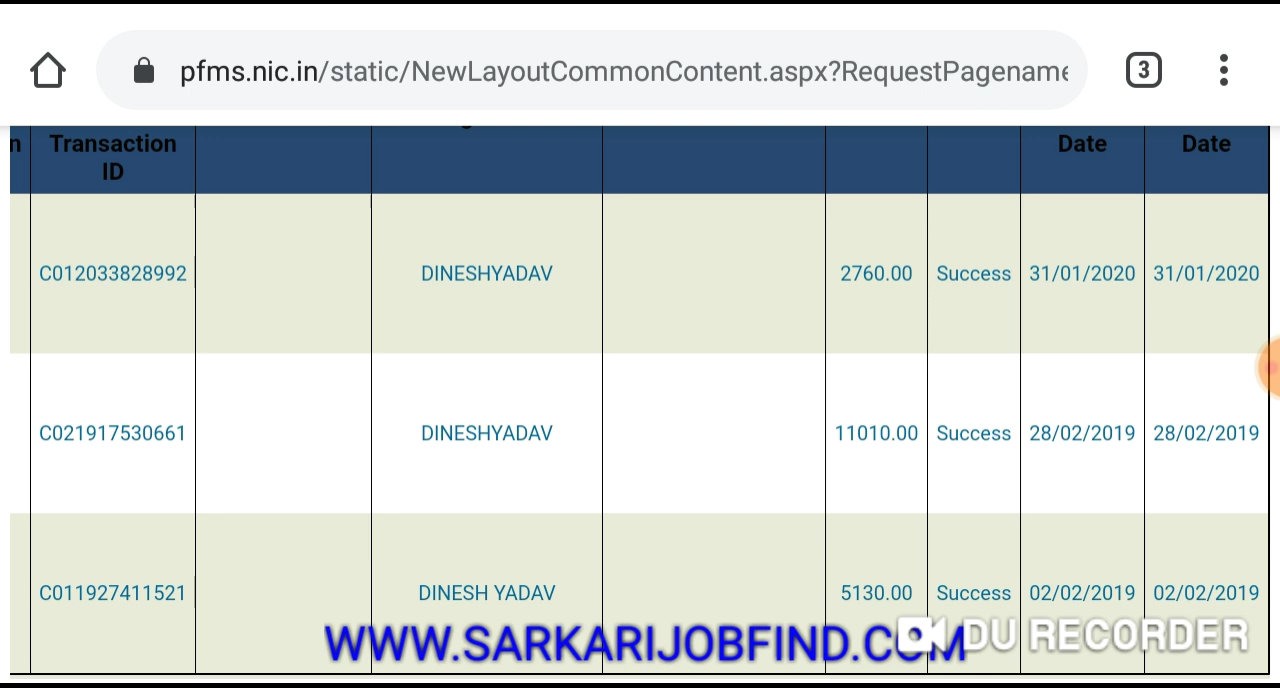 pfms.nic.in/static/NewLayoutCommonContent.aspx?RequestPagename
3
n Transaction ID Date Date
C012033828992 DINESHYADAV 2760.00 Success 31/01/2020 31/01/2020
C021917530661 DINESHYADAV 11010.00 Success 28/02/2019 28/02/2019
C011927411521 DINESH YADAV 5130.00 Success 02/02/2019 02/02/2019
WWW.SARKARIJOBFIND.COM
DU RECORDER